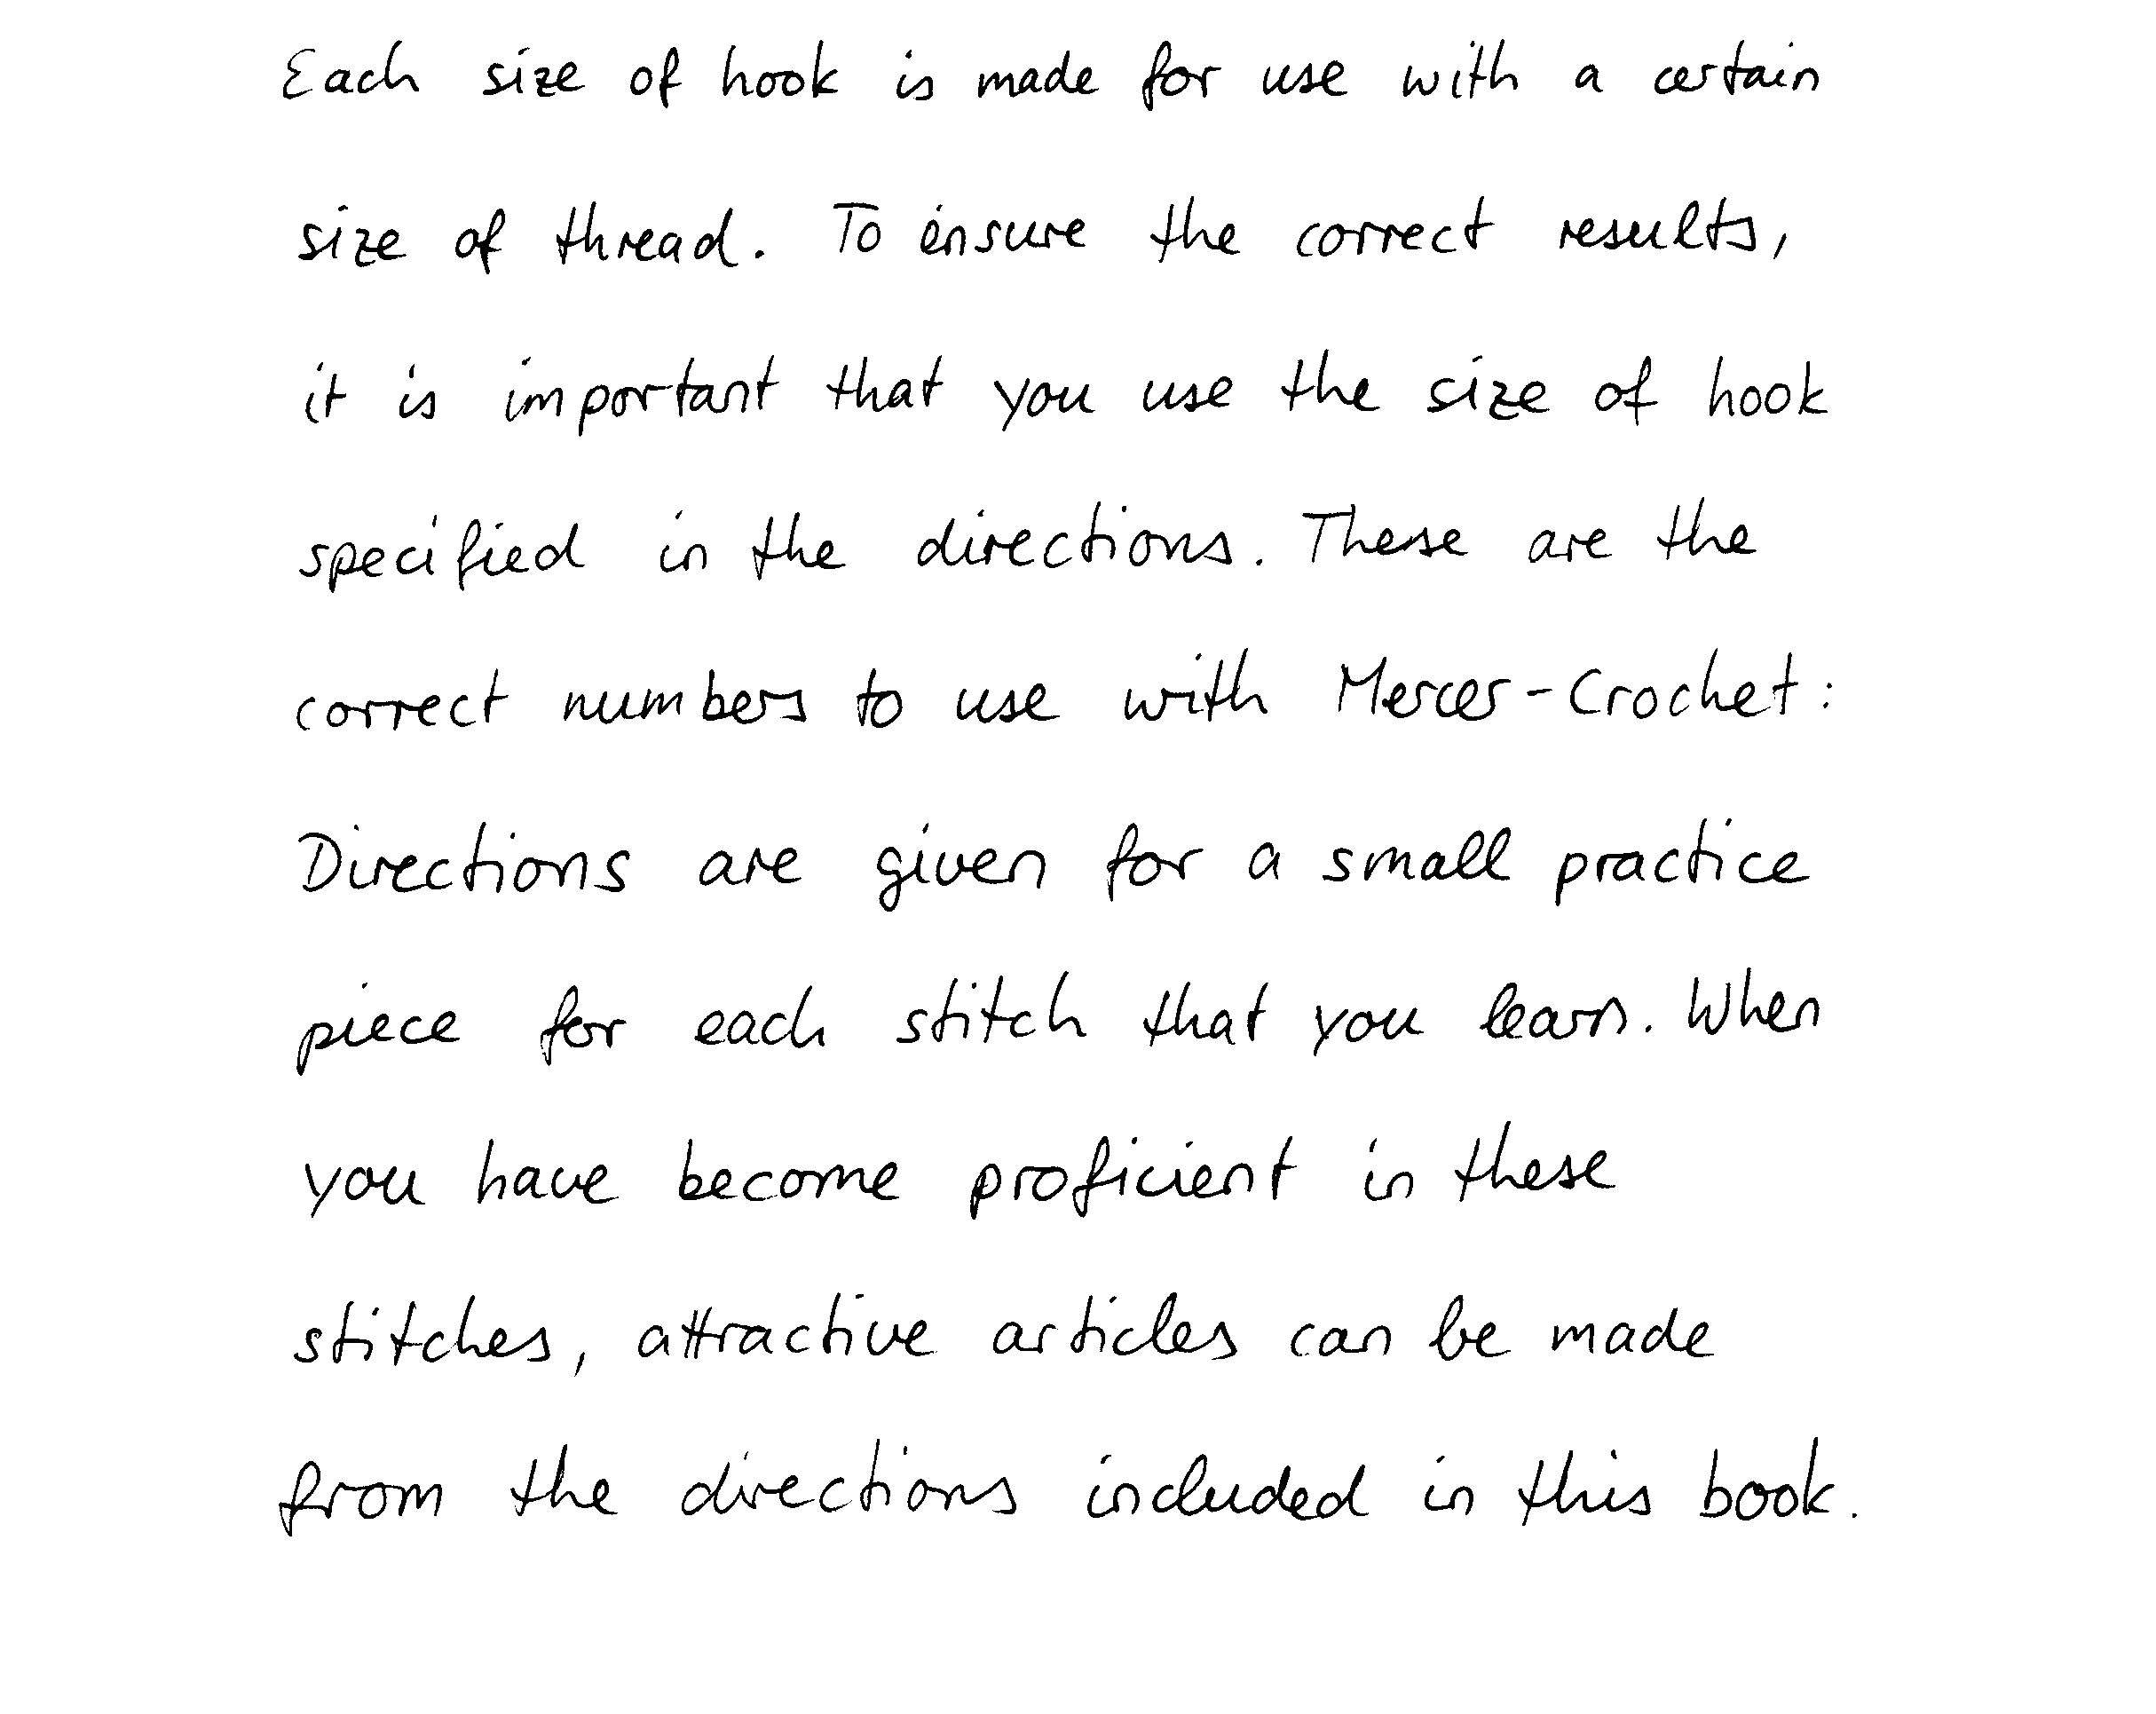 Each size of hook is made for use with a certain
size of thread. To ensure the correct results,
it is important that you use the size of hook
specified in the directions. These are the
correct numbers to use with Mercer-Crochet:
Directions are given for a small practice
piece for each stitch that you learn. When
you have become proficient in these
stitches, attractive articles can be made
from the directions included in this book.